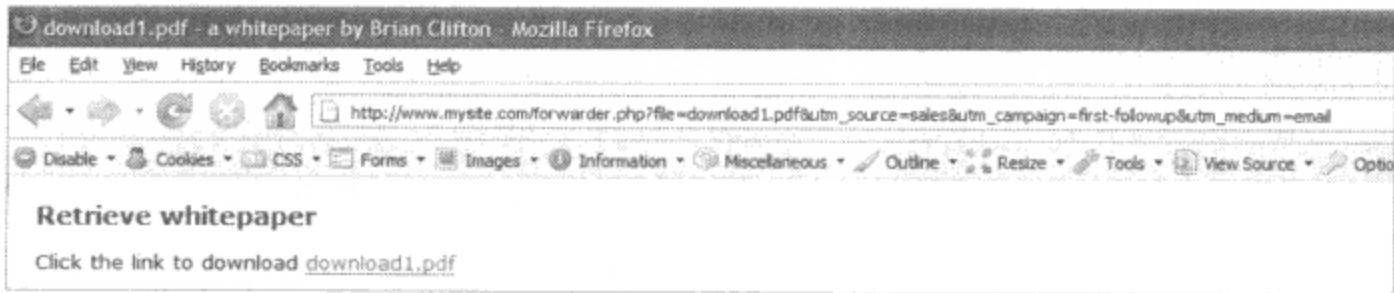 download1.pdf - a whitepaper by Brian Clifton - Mozilla Firefox
File Edit View History Bookmarks Tools Help
http://www.mysite.com/forwarder.php?file=download1.pdf&utm_source=sales&utm_campaign=first-followup&utm_medium=email
Disable Cookies CSS Forms Images Information Miscellaneous Outline Resize Tools View Source Optio
Retrieve whitepaper
Click the link to download download1.pdf